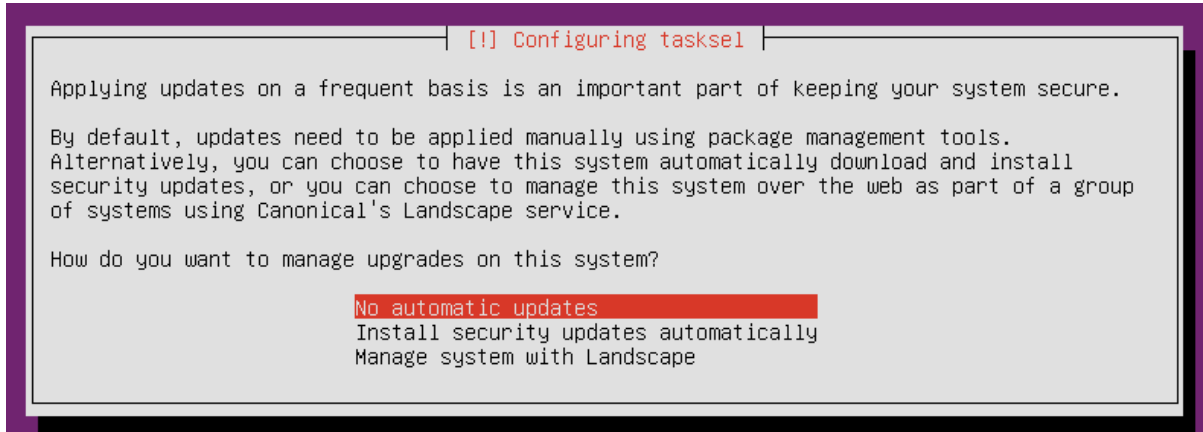 [!] Configuring tasksel
Applying updates on a frequent basis is an important part of keeping your system secure.
By default, updates need to be applied manually using package management tools.
Alternatively, you can choose to have this system automatically download and install
security updates, or you can choose to manage this system over the web as part of a group
of systems using Canonical's Landscape service.
How do you want to manage upgrades on this system?
No automatic updates
Install security updates automatically
Manage system with Landscape